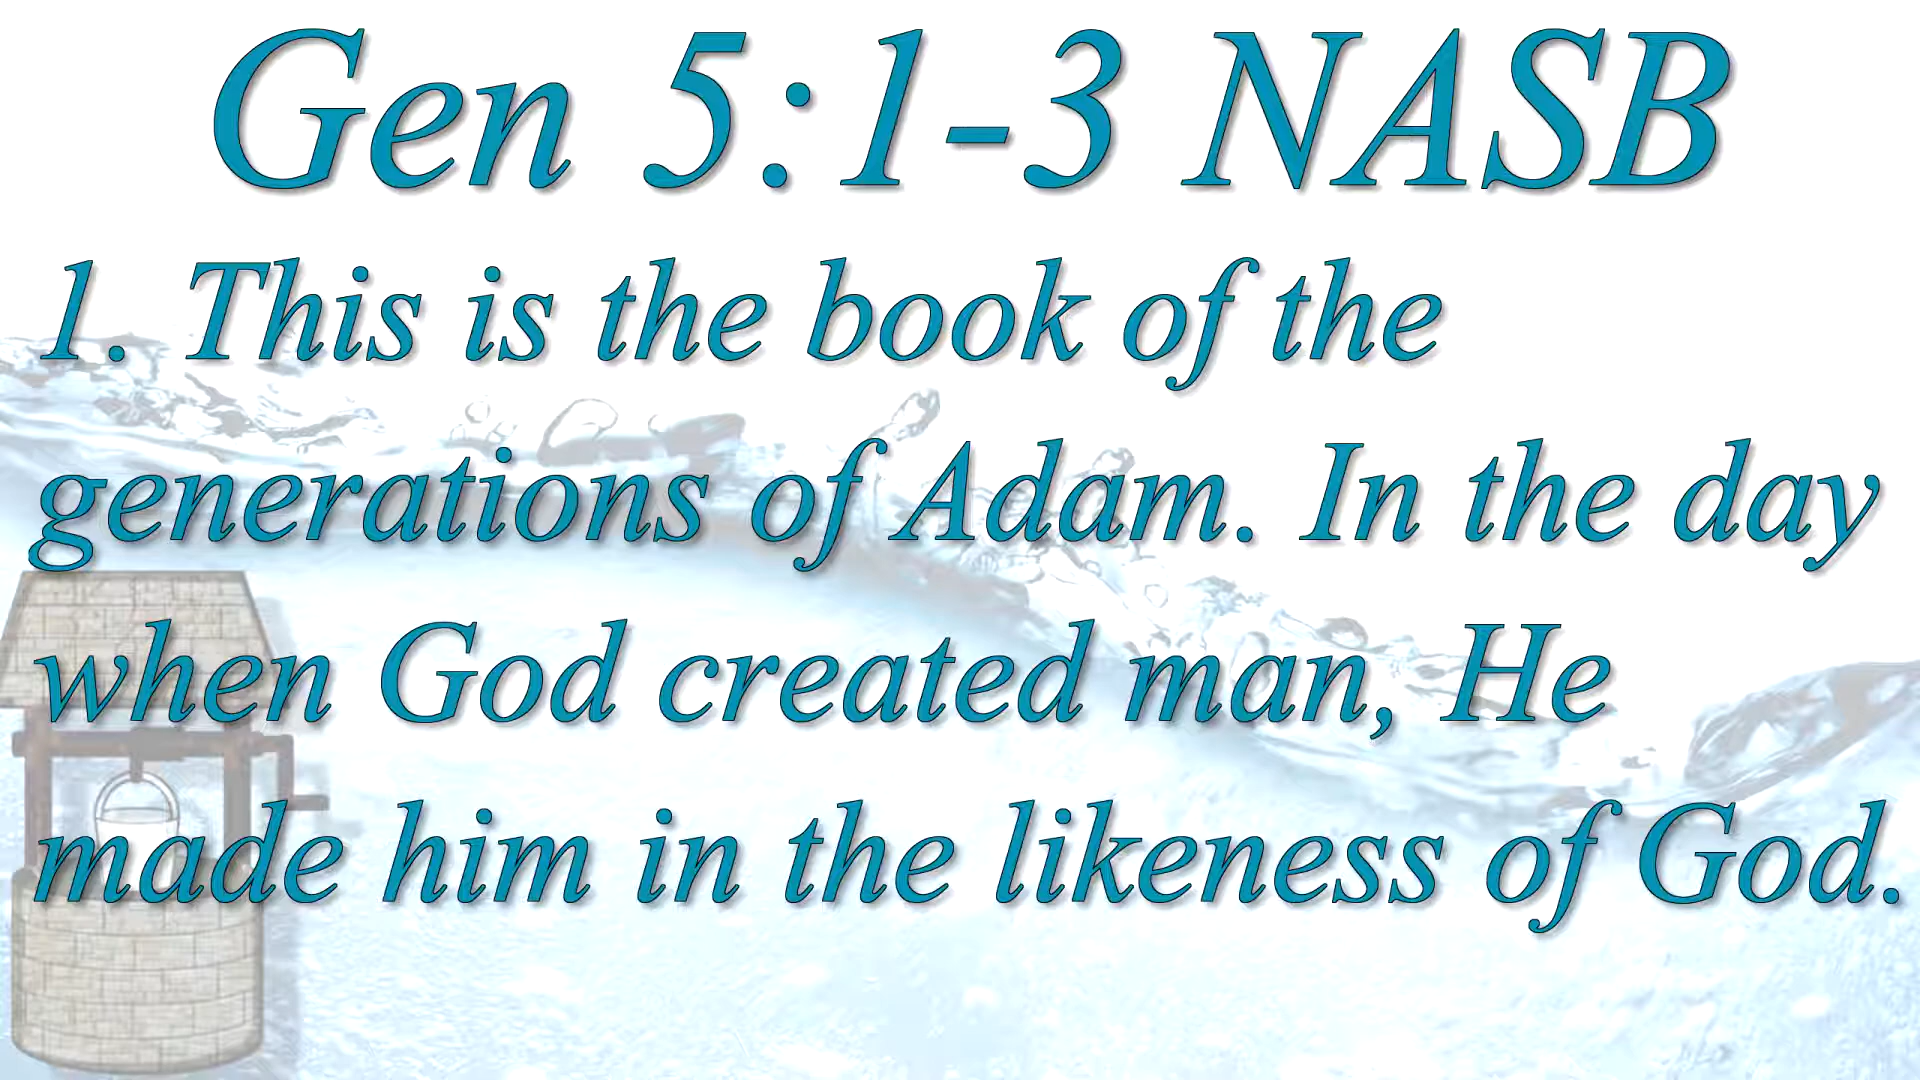 Gen 5:1-3 NASB
1. This is the book of the
generations of Adam. In the day
when God created man, He
made him in the likeness of God.